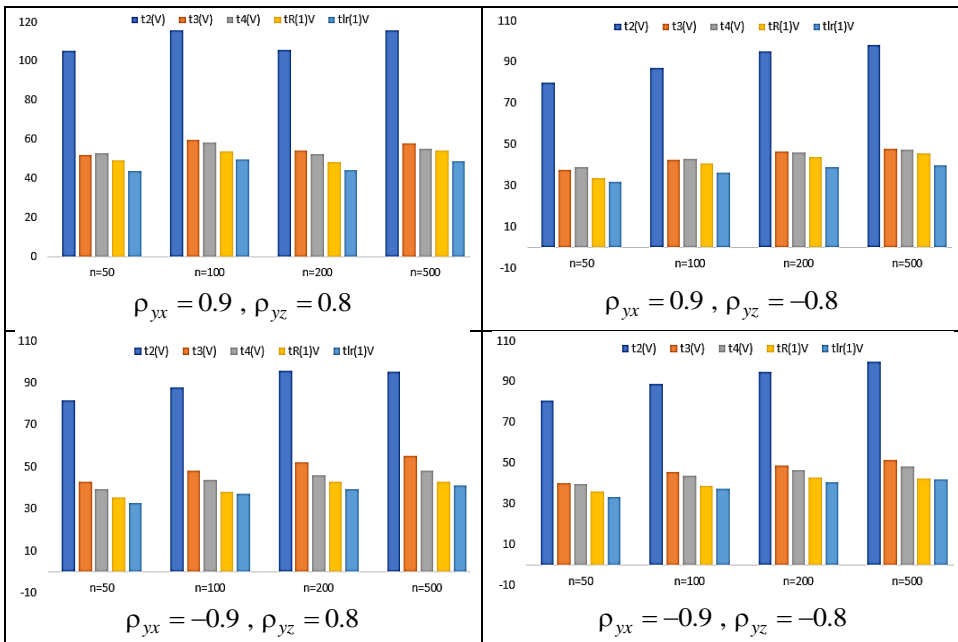 t2(V) t3(V) t4(V) tR(1)V tlr(1)V
120
100
80
60
40
20
0
n=50 n=100 n=200 n=500
ρyx = 0.9 , ρyz = 0.8
t2(V) t3(V) t4(V) tR(1)V tlr(1)V
110
90
70
50
30
10
-10
n=50 n=100 n=200 n=500
ρyx = 0.9 , ρyz = −0.8
t2(V) t3(V) t4(V) tR(1)V tlr(1)V
110
90
70
50
30
10
-10
n=50 n=100 n=200 n=500
ρyx = −0.9 , ρyz = 0.8
t2(V) t3(V) t4(V) tR(1)V tlr(1)V
110
90
70
50
30
10
-10
n=50 n=100 n=200 n=500
ρyx = −0.9 , ρyz = −0.8